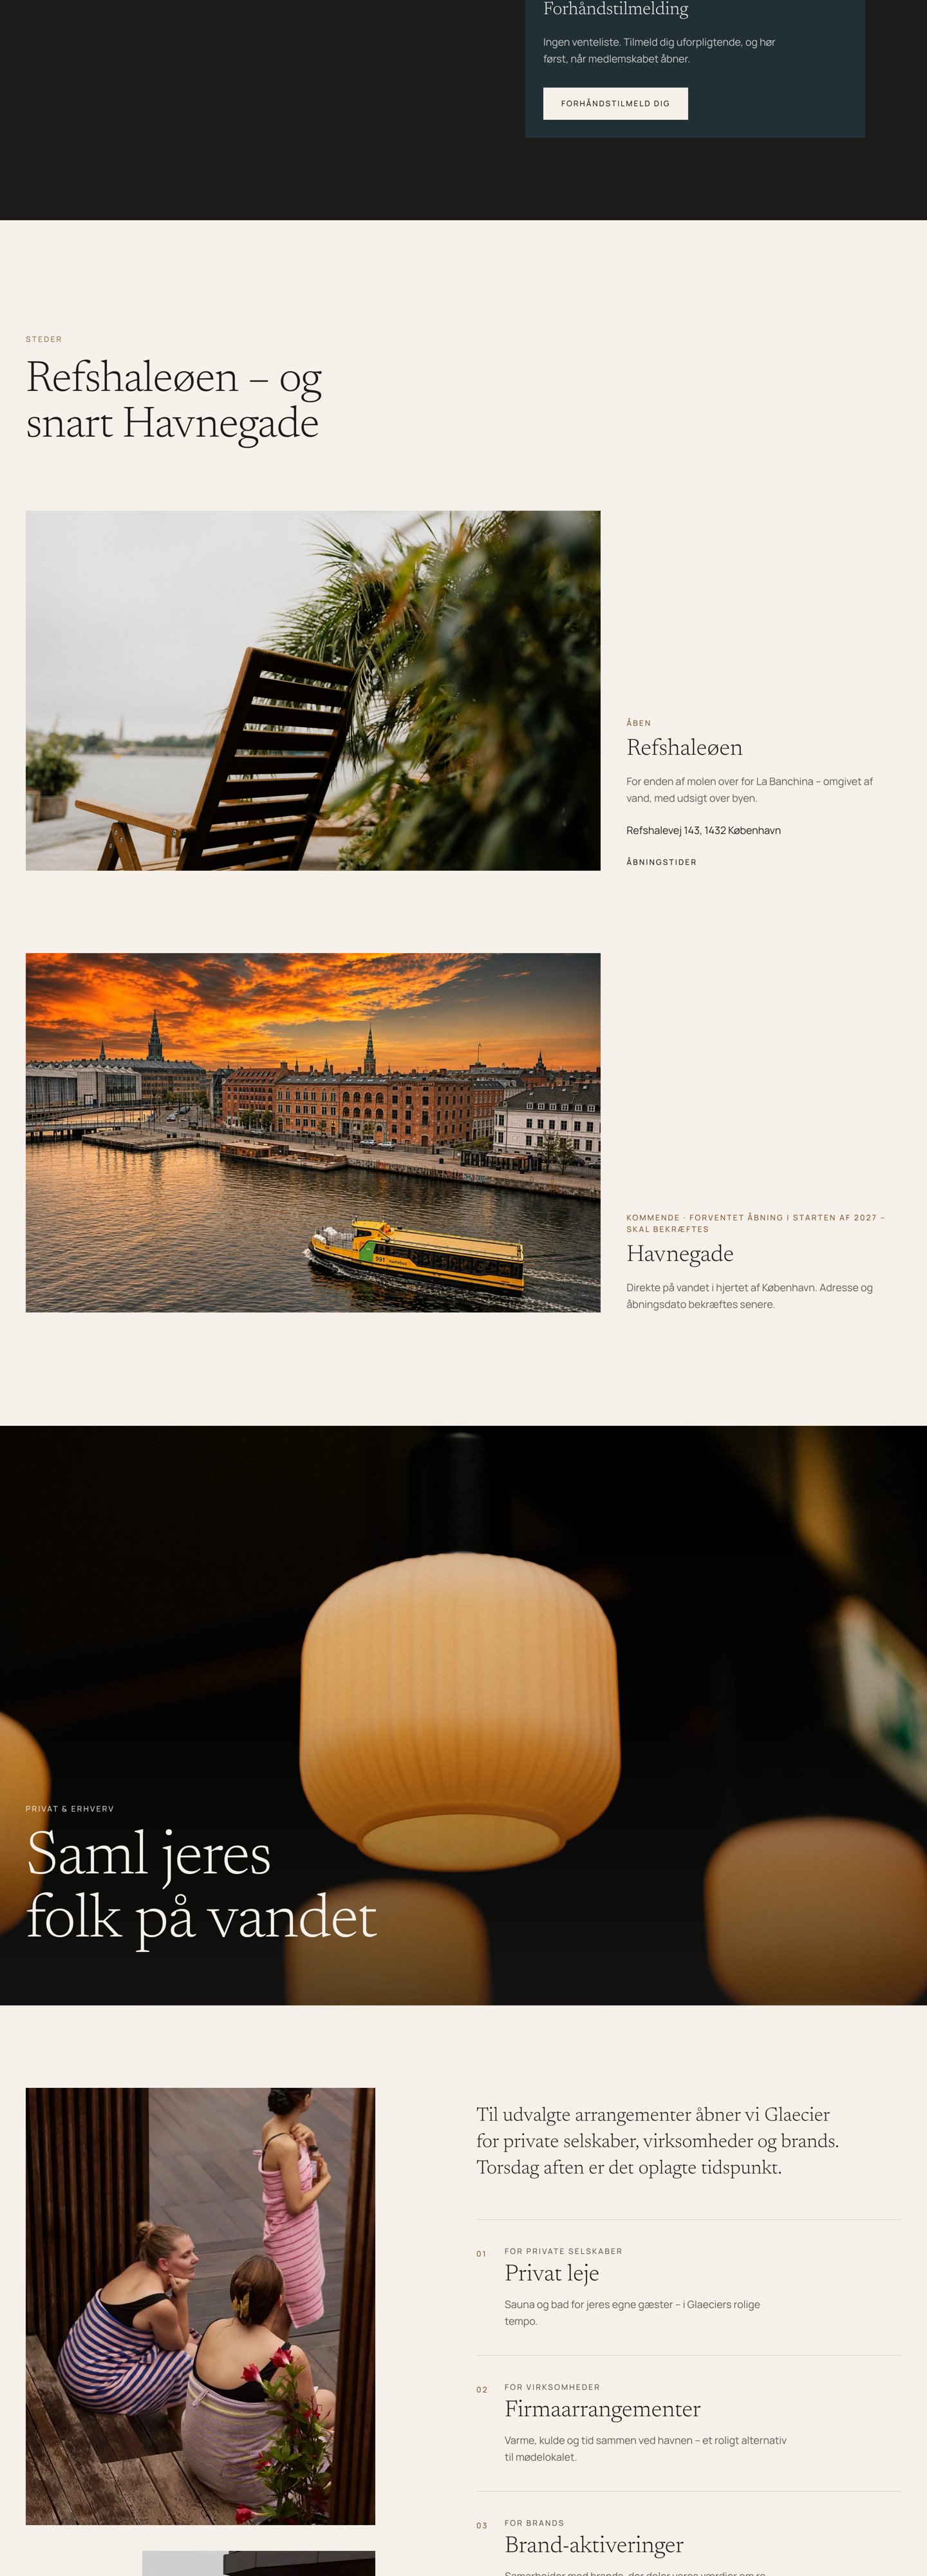 Forhåndstilmelding
Ingen venteliste. Tilmeld dig uforpligtende, og hør
først, når medlemskabet åbner.
FORHÅNDSTILMELD DIG
STEDER
Refshaleøen – og
snart Havnegade
ÅBEN
Refshaleøen
For enden af molen over for La Banchina – omgivet af
vand, med udsigt over byen.
Refshalevej 143, 1432 København
ÅBNINGSTIDER
991
KOMMENDE · FORVENTET ÅBNING I STARTEN AF 2027 –
SKAL BEKRÆFTES
Havnegade
Direkte på vandet i hjertet af København. Adresse og
åbningsdato bekræftes senere.
PRIVAT & ERHVERV
Saml jeres
folk på vandet
Til udvalgte arrangementer åbner vi Glaecier
for private selskaber, virksomheder og brands.
Torsdag aften er det oplagte tidspunkt.
01
FOR PRIVATE SELSKABER
Privat leje
Sauna og bad for jeres egne gæster – i Glaeciers rolige
tempo.
02
FOR VIRKSOMHEDER
Firmaarrangementer
Varme, kulde og tid sammen ved havnen – et roligt alternativ
til mødelokalet.
03
FOR BRANDS
Brand-aktiveringer